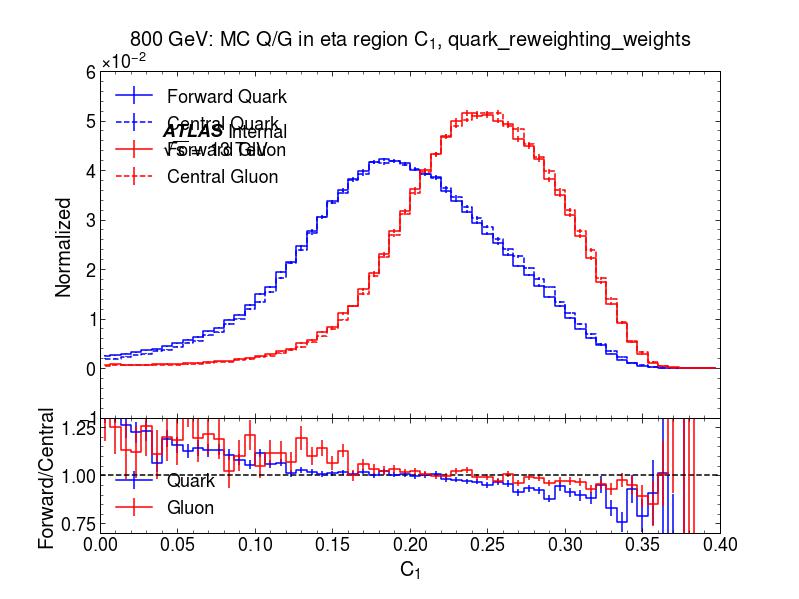 800 GeV: MC Q/G in eta region C₁, quark_reweighting_weights
×10⁻²
6
5
4
3
2
1
0
−1
Normalized
Forward Quark
Central Quark
ATLAS Internal
√s = 13 TeV
Forward Gluon
Central Gluon
1.25
1.00
0.75
Forward/Central
Quark
Gluon
0.00 0.05 0.10 0.15 0.20 0.25 0.30 0.35 0.40
C₁